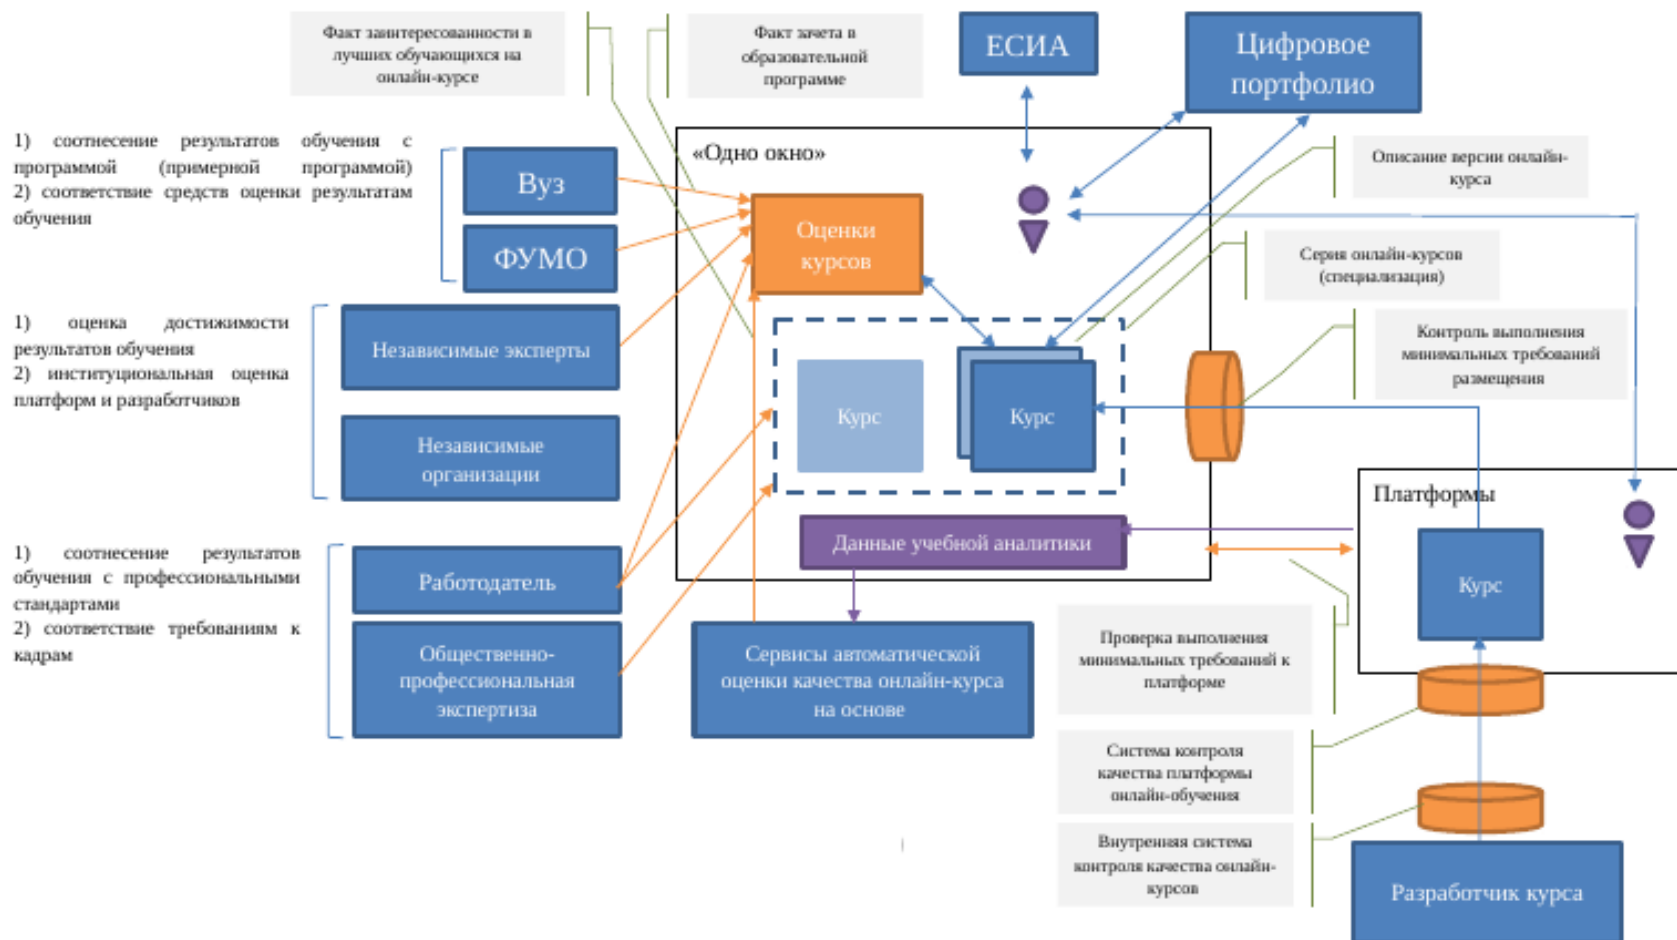 Факт заинтересованности в
лучших обучающихся на
онлайн-курсе
Факт зачета в
образовательной
программе
ЕСИА
Цифровое
портфолио
1) соотнесение результатов обучения с
программой (примерной программой)
2) соответствие средств оценки результатам
обучения
Вуз
ФУМО
«Одно окно»
Оценки
курсов
Описание версии онлайн-
курса
Серия онлайн-курсов
(специализация)
1) оценка достижимости
результатов обучения
2) институциональная оценка
платформ и разработчиков
Независимые эксперты
Независимые
организации
Курс
Курс
Контроль выполнения
минимальных требований
размещения
Платформы
Курс
Данные учебной аналитики
1) соотнесение результатов
обучения с профессиональными
стандартами
2) соответствие требованиям к
кадрам
Работодатель
Общественно-
профессиональная
экспертиза
Сервисы автоматической
оценки качества онлайн-курса
на основе
Проверка выполнения
минимальных требований к
платформе
Система контроля
качества платформы
онлайн-обучения
Внутренняя система
контроля качества онлайн-
курсов
Разработчик курса